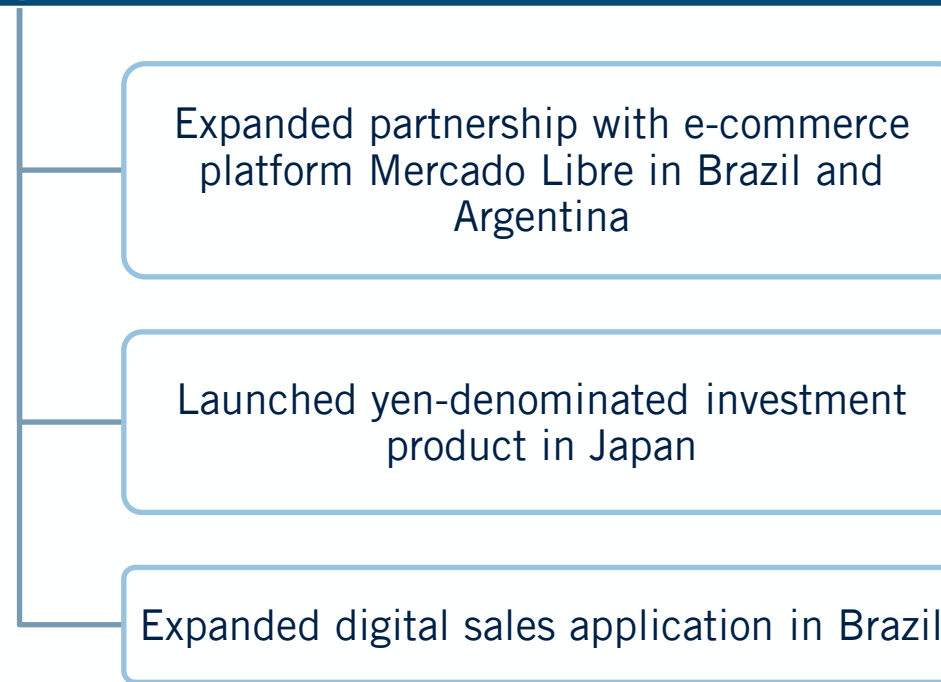 Expanded partnership with e-commerce
platform Mercado Libre in Brazil and
Argentina
Launched yen-denominated investment
product in Japan
Expanded digital sales application in Brazil